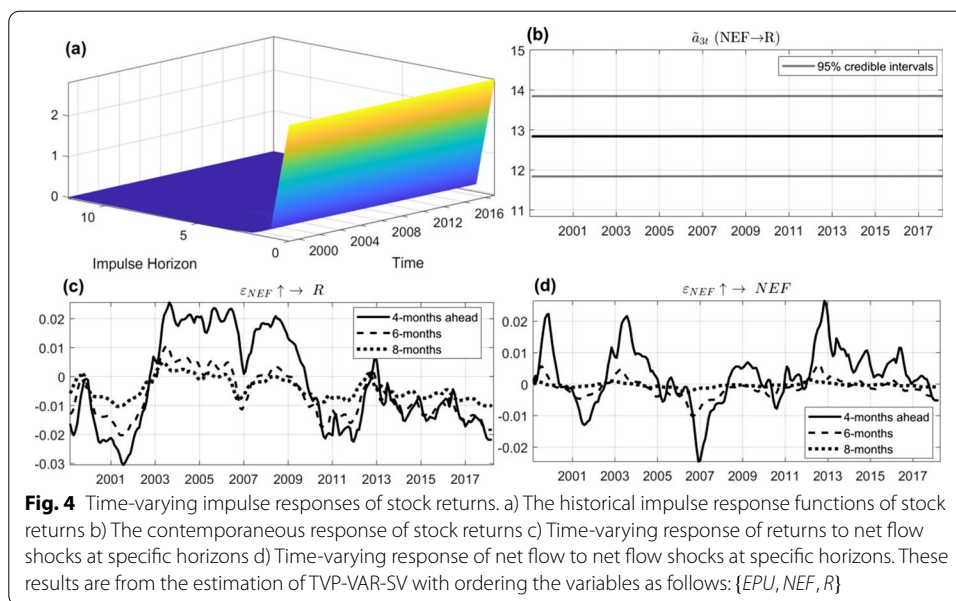 (a)
2
1
0
10
5
0
Impulse Horizon
2000
2004
2008
2012
2016
Time
(b)
ã₃ₜ (NEF→R)
15
14
13
12
11
95% credible intervals
2001 2003 2005 2007 2009 2011 2013 2015 2017
(c)
ε_NEF ↑ → R
0.02
0.01
0
-0.01
-0.02
-0.03
4-months ahead
6-months
8-months
2001 2003 2005 2007 2009 2011 2013 2015 2017
(d)
ε_NEF ↑ → NEF
0.02
0.01
0
-0.01
-0.02
4-months ahead
6-months
8-months
2001 2003 2005 2007 2009 2011 2013 2015 2017
Fig. 4 Time-varying impulse responses of stock returns. a) The historical impulse response functions of stock
returns b) The contemporaneous response of stock returns c) Time-varying response of returns to net flow
shocks at specific horizons d) Time-varying response of net flow to net flow shocks at specific horizons. These
results are from the estimation of TVP-VAR-SV with ordering the variables as follows: {EPU, NEF, R}